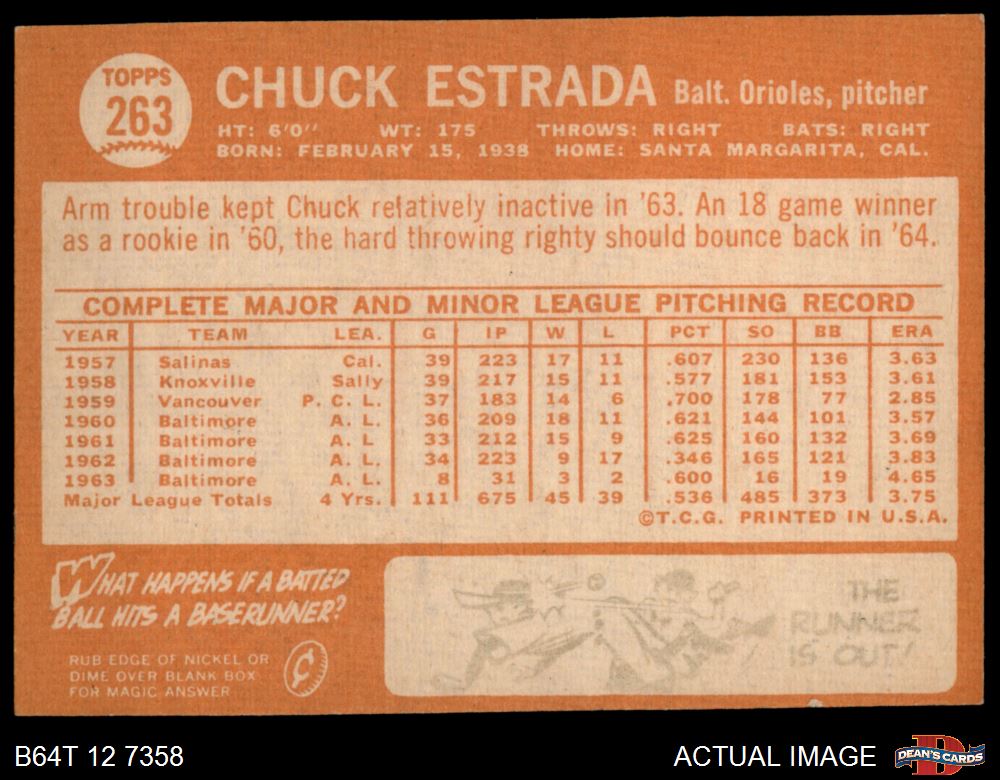 TOPPS
263
CHUCK ESTRADA Balt. Orioles, pitcher
HT: 6'0" WT: 175 THROWS: RIGHT BATS: RIGHT
BORN: FEBRUARY 15, 1938 HOME: SANTA MARGARITA, CAL.
Arm trouble kept Chuck relatively inactive in '63. An 18 game winner
as a rookie in '60, the hard throwing righty should bounce back in '64.
COMPLETE MAJOR AND MINOR LEAGUE PITCHING RECORD
YEAR TEAM LEA. G IP W L PCT SO BB ERA
1957 Salinas Cal. 39 223 17 11 .607 230 136 3.63
1958 Knoxville Sally 39 217 15 11 .577 181 153 3.61
1959 Vancouver P. C. L. 37 183 14 6 .700 178 77 2.85
1960 Baltimore A. L. 36 209 18 11 .621 144 101 3.57
1961 Baltimore A. L 33 212 15 9 .625 160 132 3.69
1962 Baltimore A. L. 34 223 9 17 .346 165 121 3.83
1963 Baltimore A. L. 8 31 3 2 .600 16 19 4.65
Major League Totals 4 Yrs. 111 675 45 39 .536 485 373 3.75
©T.C.G. PRINTED IN U.S.A.
WHAT HAPPENS IF A BATTED
BALL HITS A BASERUNNER?
RUB EDGE OF NICKEL OR
DIME OVER BLANK BOX
FOR MAGIC ANSWER
¢
THE
RUNNER
IS OUT!
B64T 12 7358
ACTUAL IMAGE
DEAN'S CARDS